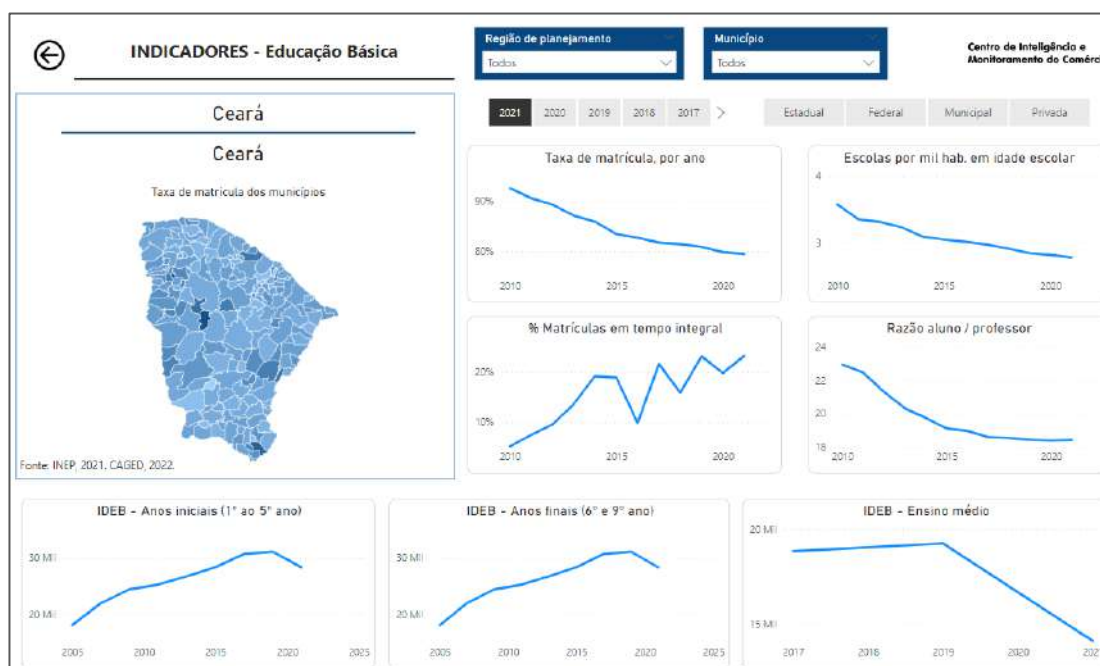 INDICADORES - Educação Básica
Região de planejamento
Todos
Município
Todos
Centro de Inteligência e
Monitoramento do Comérci
Ceará
Ceará
Taxa de matrícula dos municípios
Fonte: INEP, 2021. CAGED, 2022.
2021 2020 2019 2018 2017
Estadual Federal Municipal Privada
Taxa de matrícula, por ano
90%
80%
2010 2015 2020
Escolas por mil hab. em idade escolar
4
3
2010 2015 2020
% Matrículas em tempo integral
20%
10%
2010 2015 2020
Razão aluno / professor
24
22
20
18
2010 2015 2020
IDEB - Anos iniciais (1° ao 5° ano)
30 Mil
20 Mil
2005 2010 2015 2020 2025
IDEB - Anos finais (6° e 9° ano)
30 Mil
20 Mil
2005 2010 2015 2020 2025
IDEB - Ensino médio
20 Mil
15 Mil
2017 2018 2019 2020 2021